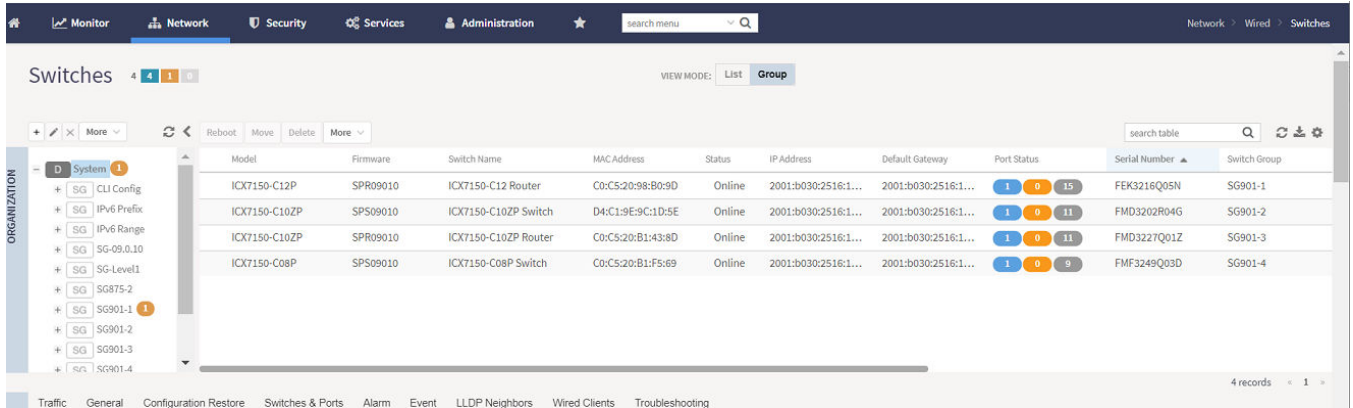 Monitor Network Security Services Administration search menu Network > Wired > Switches
Switches 4 4 1 0 VIEW MODE: List Group
+ More Reboot Move Delete More search table
ORGANIZATION
D System 1
+ SG CLI Config
+ SG IPv6 Prefix
+ SG IPv6 Range
+ SG SG-09.0.10
+ SG SG-Level1
+ SG SG875-2
+ SG SG901-1 1
+ SG SG901-2
+ SG SG901-3
+ SG SG901-4
Model Firmware Switch Name MAC Address Status IP Address Default Gateway Port Status Serial Number Switch Group
ICX7150-C12P SPR09010 ICX7150-C12 Router C0:C5:20:98:B0:9D Online 2001:b030:2516:1... 2001:b030:2516:1... 1 0 15 FEK3216Q05N SG901-1
ICX7150-C10ZP SPS09010 ICX7150-C10ZP Switch D4:C1:9E:9C:1D:5E Online 2001:b030:2516:1... 2001:b030:2516:1... 1 0 11 FMD3202R04G SG901-2
ICX7150-C10ZP SPR09010 ICX7150-C10ZP Router C0:C5:20:B1:43:8D Online 2001:b030:2516:1... 2001:b030:2516:1... 1 0 11 FMD3227Q01Z SG901-3
ICX7150-C08P SPS09010 ICX7150-C08P Switch C0:C5:20:B1:F5:69 Online 2001:b030:2516:1... 2001:b030:2516:1... 1 0 9 FMF3249Q03D SG901-4
4 records « 1 »
Traffic General Configuration Restore Switches & Ports Alarm Event LLDP Neighbors Wired Clients Troubleshooting